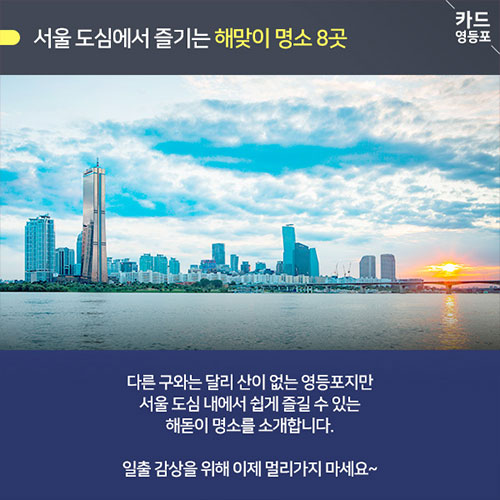 서울 도심에서 즐기는 해맞이 명소 8곳
카드
영등포
다른 구와는 달리 산이 없는 영등포지만
서울 도심 내에서 쉽게 즐길 수 있는
해돋이 명소를 소개합니다.
일출 감상을 위해 이제 멀리가지 마세요~